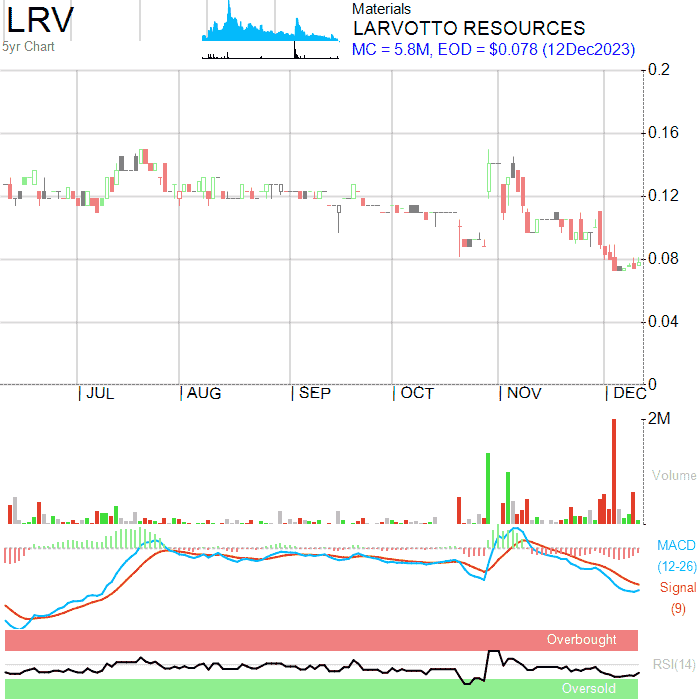 LRV
5yr Chart
Materials
LARVOTTO RESOURCES
MC = 5.8M, EOD = $0.078 (12Dec2023)
0.2
0.16
0.12
0.08
0.04
0
JUL AUG SEP OCT NOV DEC
2M
Volume
MACD
(12-26)
Signal
(9)
Overbought
RSI(14)
Oversold